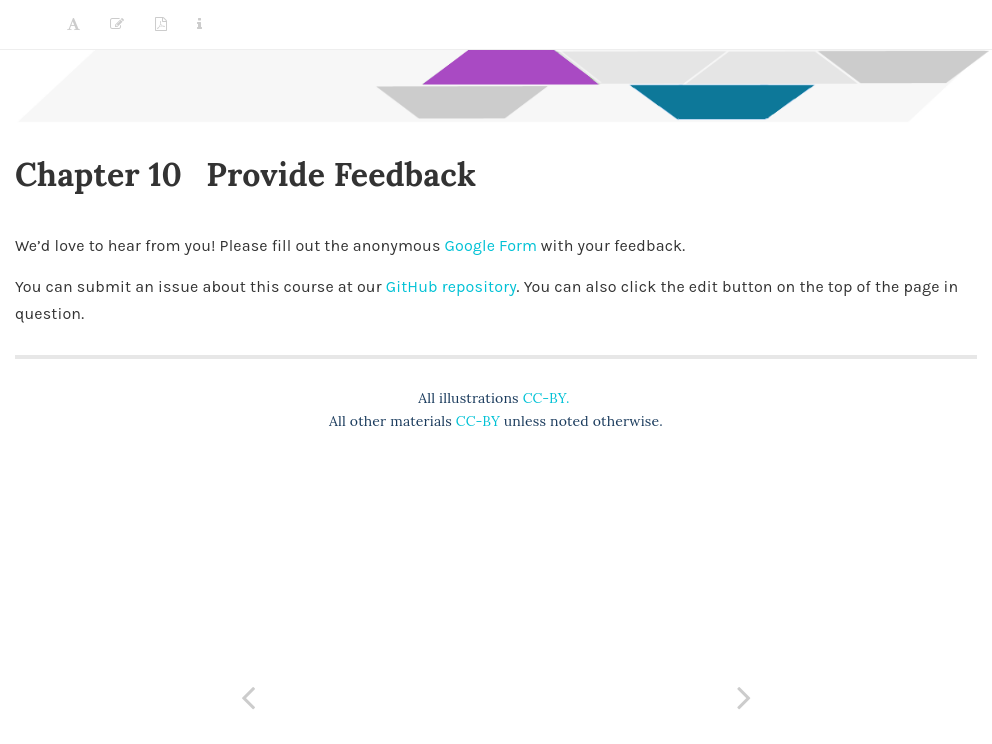 Chapter 10 Provide Feedback
We’d love to hear from you! Please fill out the anonymous Google Form with your feedback.
You can submit an issue about this course at our GitHub repository. You can also click the edit button on the top of the page in
question.
All illustrations CC-BY.
All other materials CC-BY unless noted otherwise.